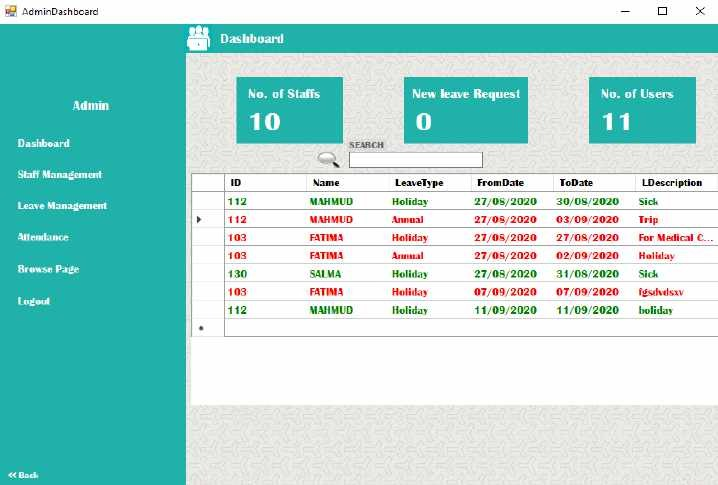 AdminDashboard
Dashboard
Admin
Dashboard
Staff Management
Leave Management
Attendance
Browse Page
Logout
<< Back
No. of Staffs
10
New leave Request
0
No. of Users
11
SEARCH
ID Name LeaveType FromDate ToDate LDescription
112 MAHMUD Holiday 27/08/2020 30/08/2020 Sick
112 MAHMUD Annual 27/08/2020 03/09/2020 Trip
103 FATIMA Holiday 27/08/2020 27/08/2020 For Medical C...
103 FATIMA Annual 27/08/2020 02/09/2020 Holiday
130 SALMA Holiday 27/08/2020 31/08/2020 Sick
103 FATIMA Holiday 07/09/2020 07/09/2020 fgsdvdsxv
112 MAHMUD Holiday 11/09/2020 11/09/2020 holiday